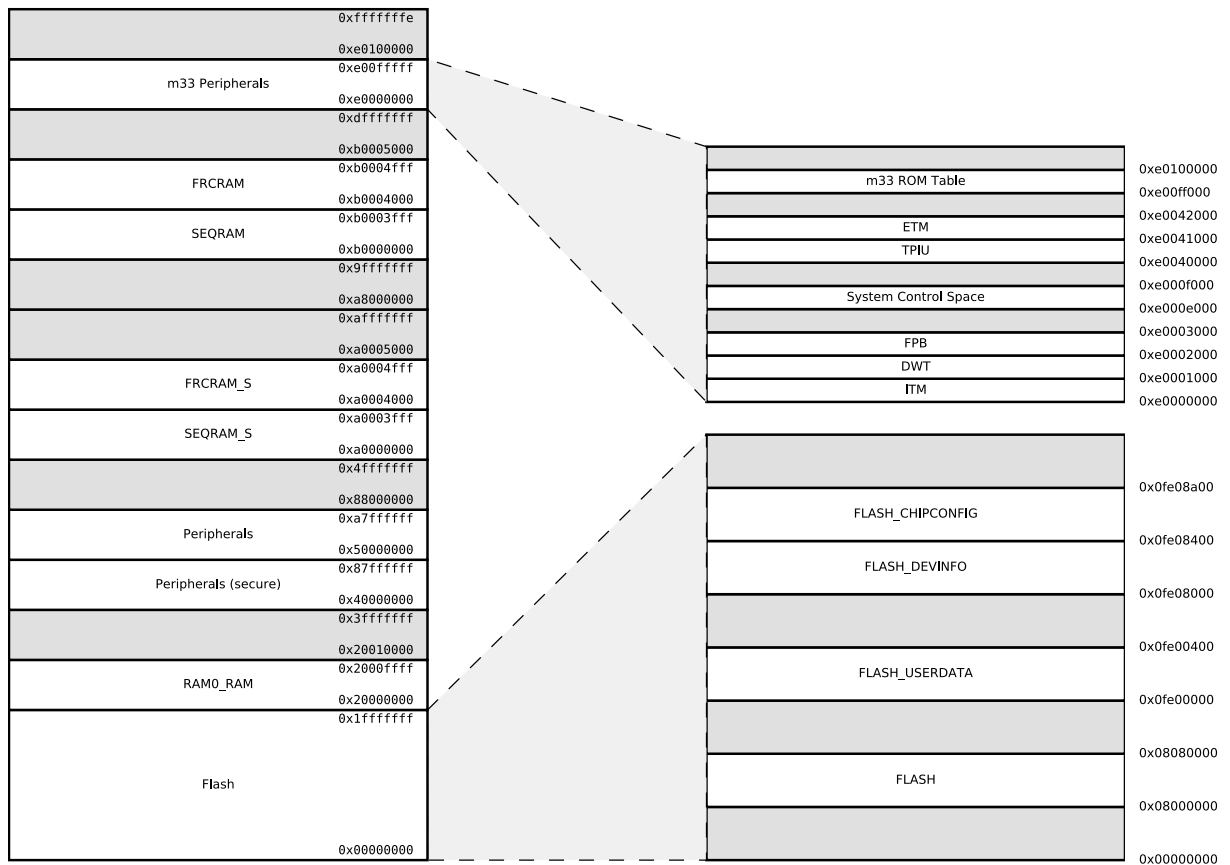 0xfffffffe
0xe0100000
0xe00fffff
m33 Peripherals
0xe0000000
0xdfffffff
0xb0005000
0xb0004fff
FRCRAM
0xb0004000
0xb0003fff
SEQRAM
0xb0000000
0x9fffffff
0xa8000000
0xafffffff
0xa0005000
0xa0004fff
FRCRAM_S
0xa0004000
0xa0003fff
SEQRAM_S
0xa0000000
0x4fffffff
0x88000000
0xa7ffffff
Peripherals
0x50000000
0x87ffffff
Peripherals (secure)
0x40000000
0x3fffffff
0x20010000
0x2000ffff
RAM0_RAM
0x20000000
0x1fffffff
Flash
0x00000000
0xe0100000
m33 ROM Table
0xe00ff000
0xe0042000
ETM
0xe0041000
TPIU
0xe0040000
0xe000f000
System Control Space
0xe000e000
0xe0003000
FPB
0xe0002000
DWT
0xe0001000
ITM
0xe0000000
0x0fe08a00
FLASH_CHIPCONFIG
0x0fe08400
FLASH_DEVINFO
0x0fe08000
0x0fe00400
FLASH_USERDATA
0x0fe00000
0x08080000
FLASH
0x08000000
0x00000000